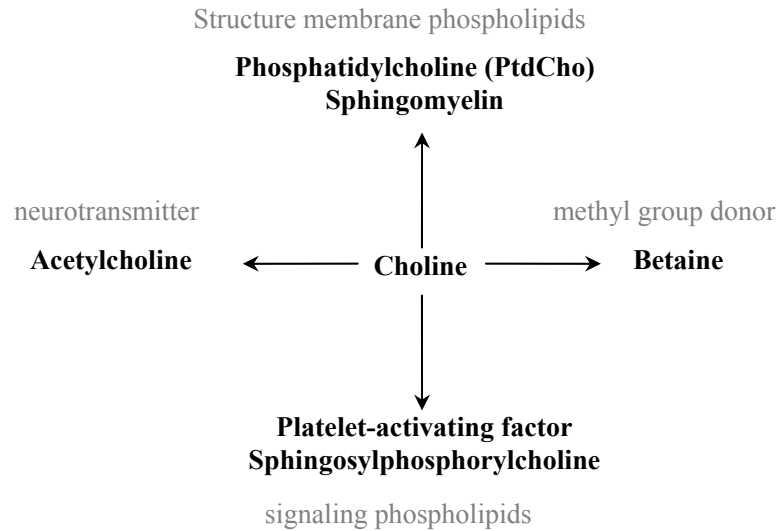 Structure membrane phospholipids
Phosphatidylcholine (PtdCho)
Sphingomyelin
neurotransmitter
methyl group donor
Acetylcholine
Choline
Betaine
Platelet-activating factor
Sphingosylphosphorylcholine
signaling phospholipids